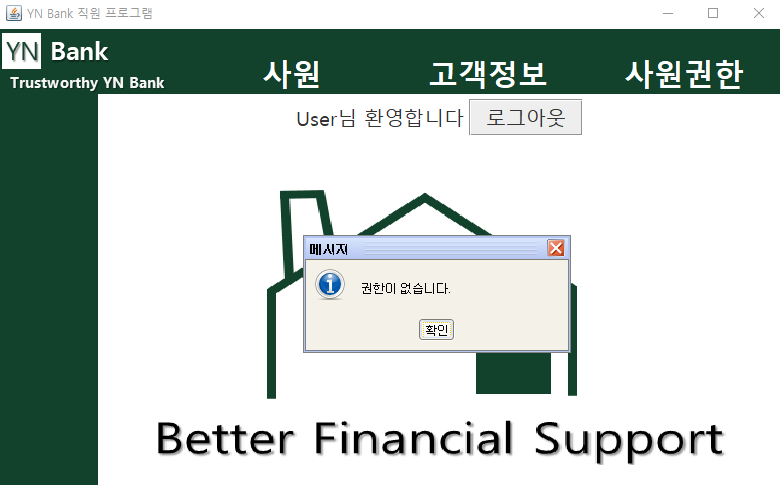 YN Bank 직원 프로그램
YN Bank
Trustworthy YN Bank
사원 고객정보 사원권한
User님 환영합니다 로그아웃
메시지
권한이 없습니다.
확인
Better Financial Support